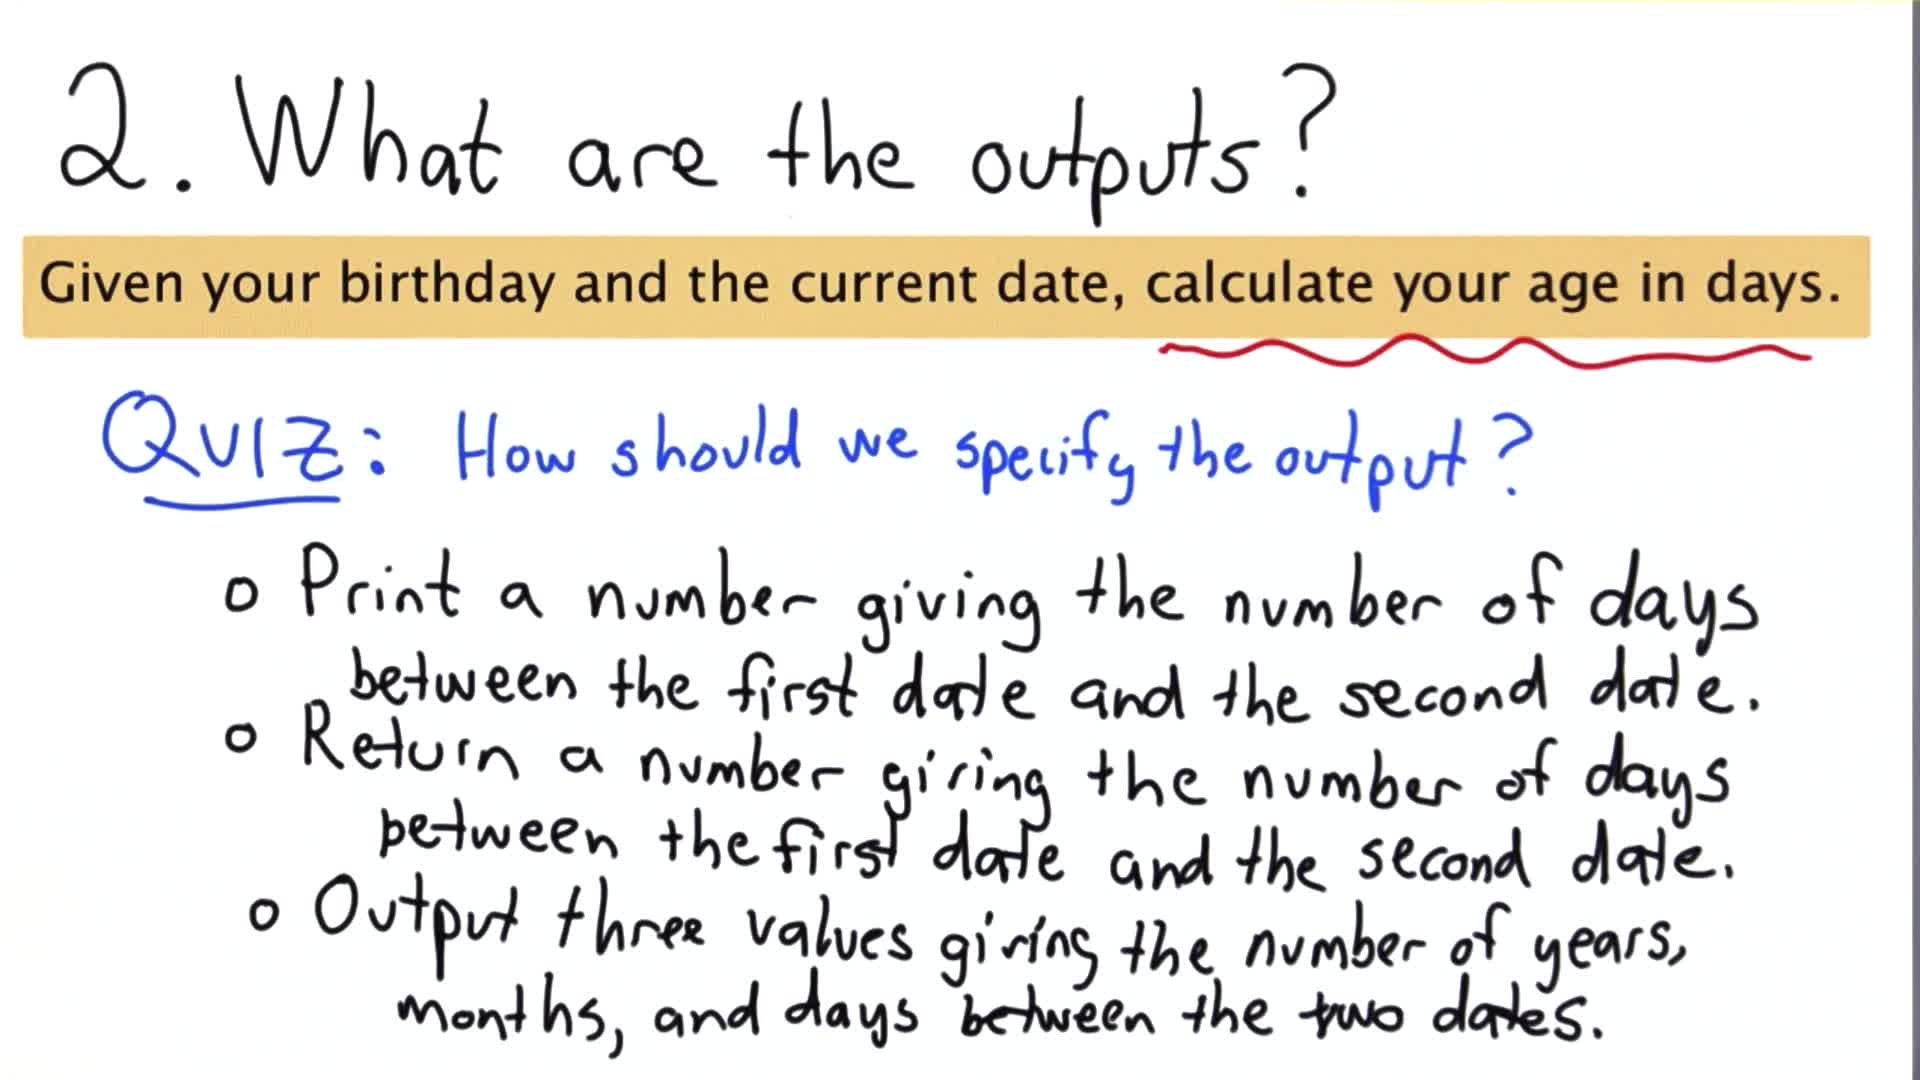 2. What are the outputs?
Given your birthday and the current date, calculate your age in days.
QUIZ: How should we specify the output?
o Print a number giving the number of days
between the first date and the second date.
o Return a number giving the number of days
between the first date and the second date.
o Output three values giving the number of years,
months, and days between the two dates.